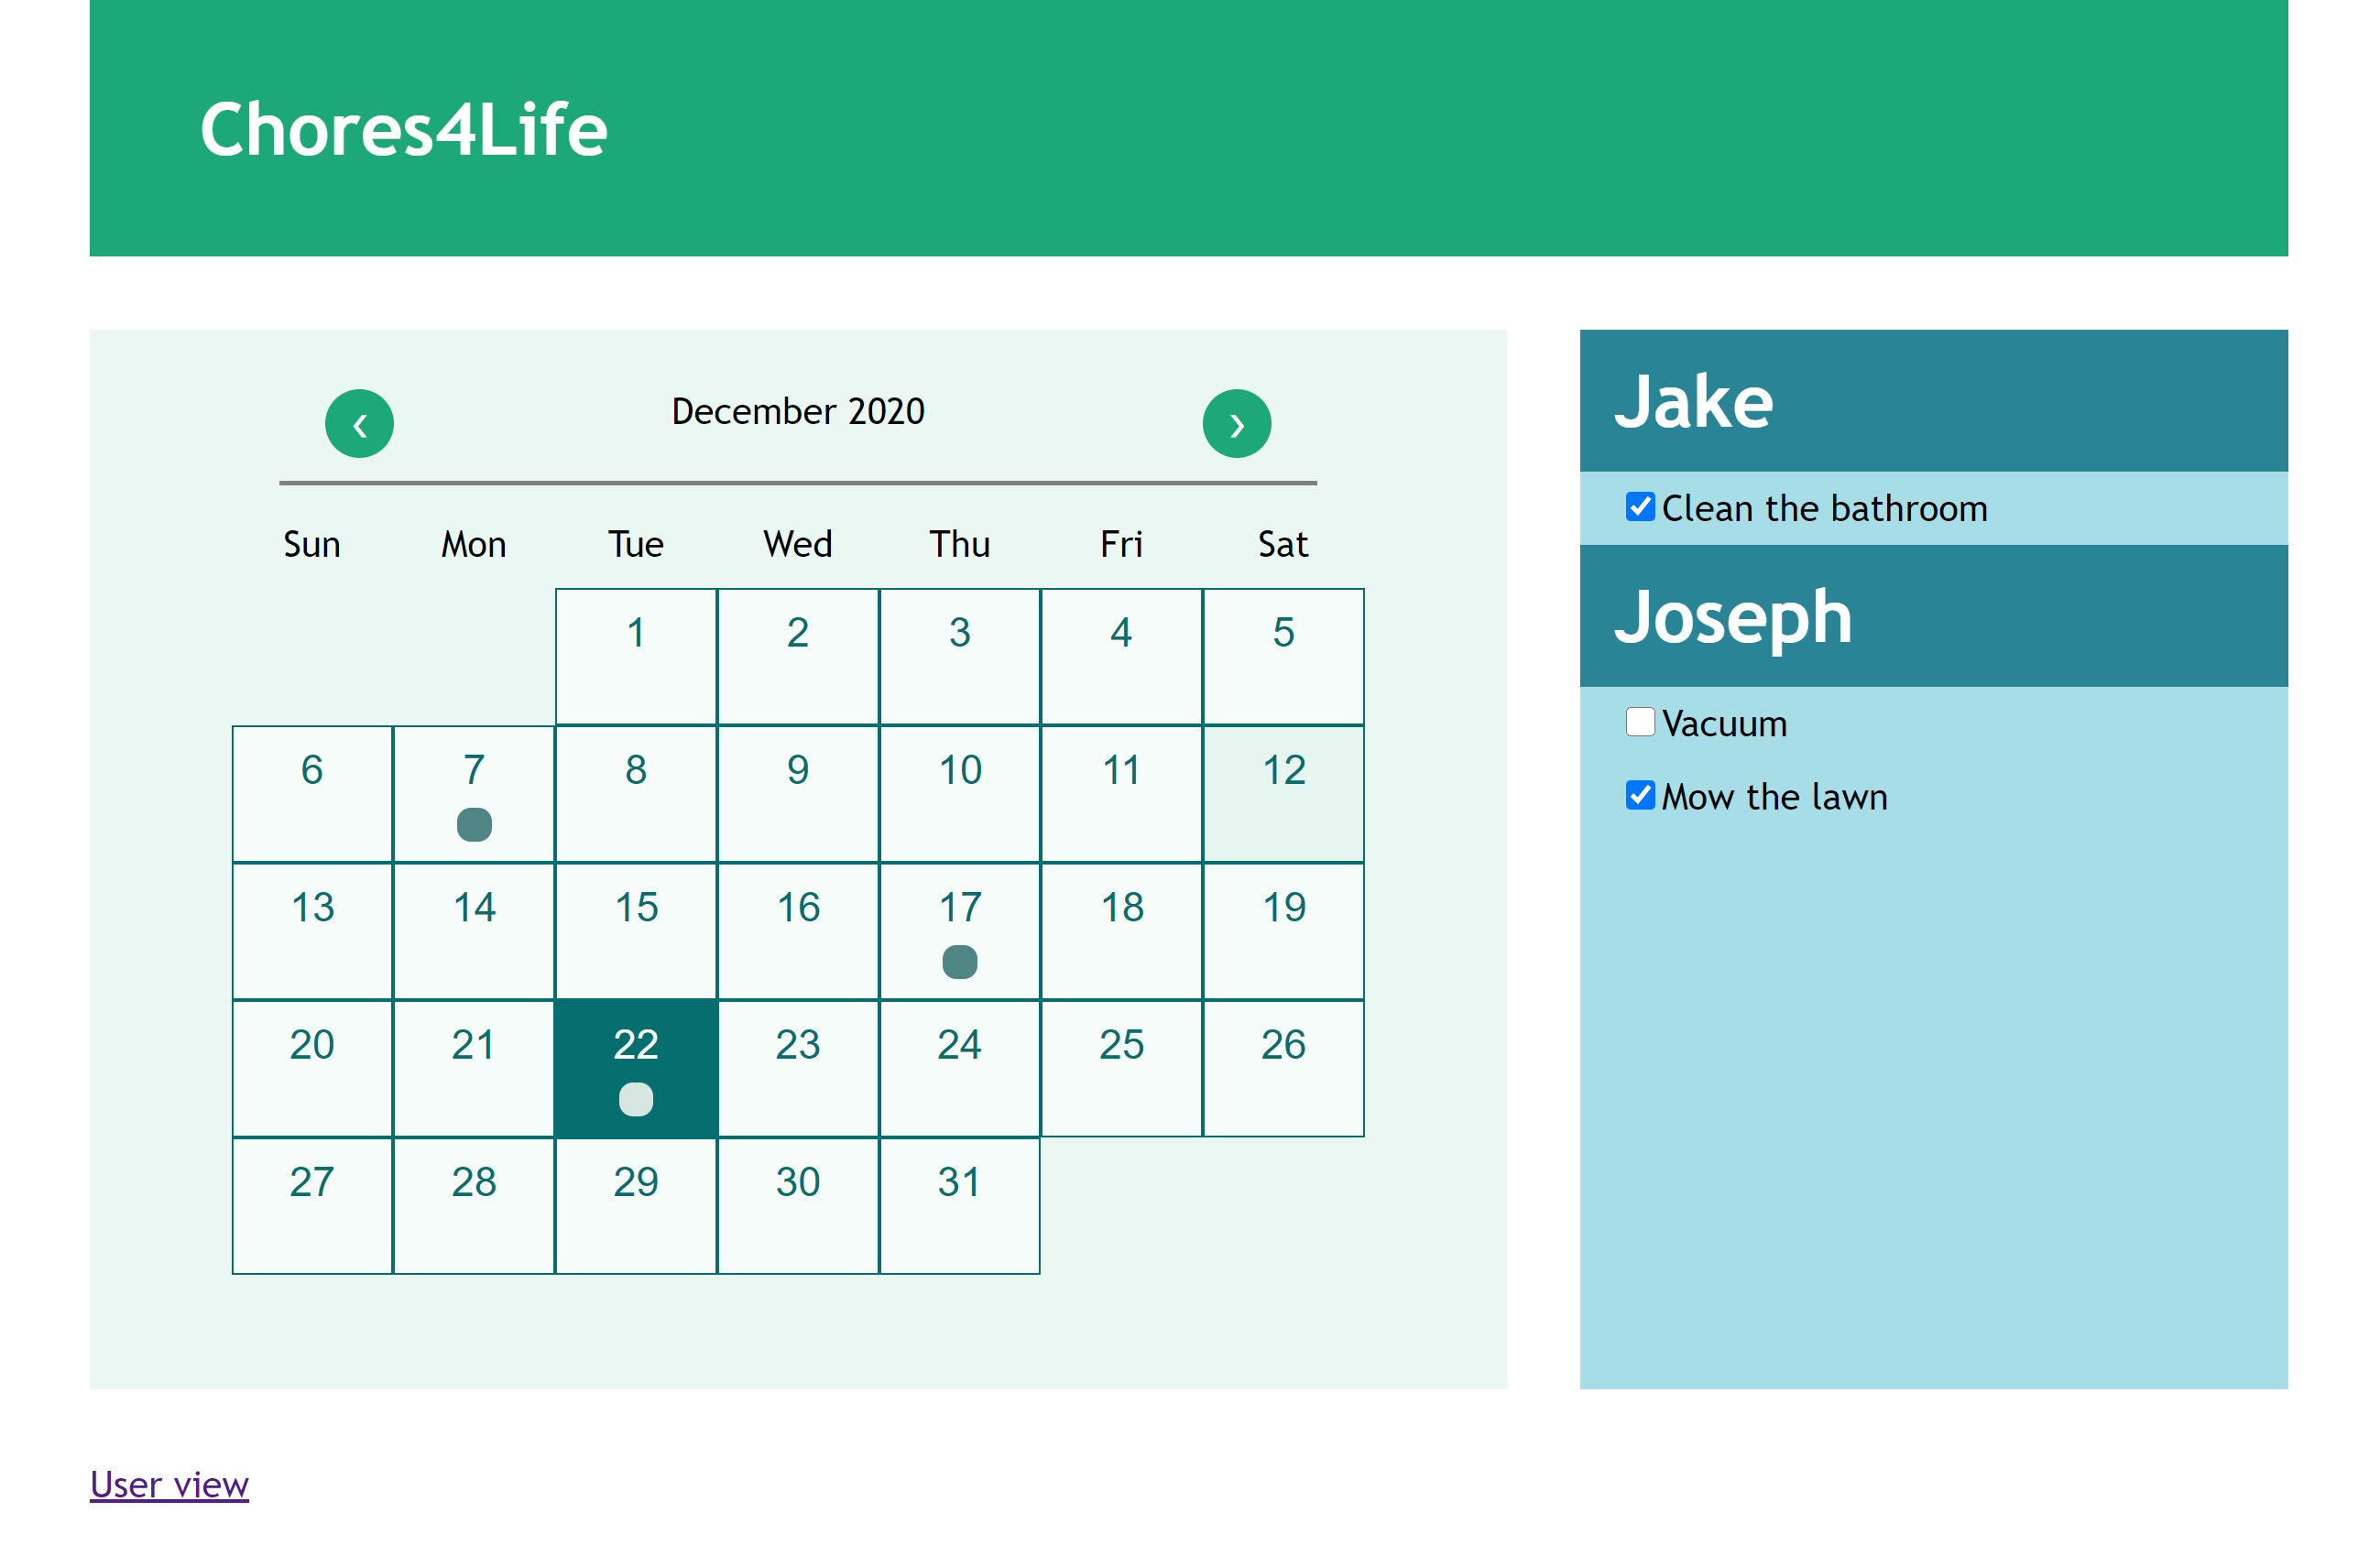 Chores4Life
‹ December 2020 ›
Sun Mon Tue Wed Thu Fri Sat
1 2 3 4 5
6 7 8 9 10 11 12
13 14 15 16 17 18 19
20 21 22 23 24 25 26
27 28 29 30 31
Jake
Clean the bathroom
Joseph
Vacuum
Mow the lawn
User view